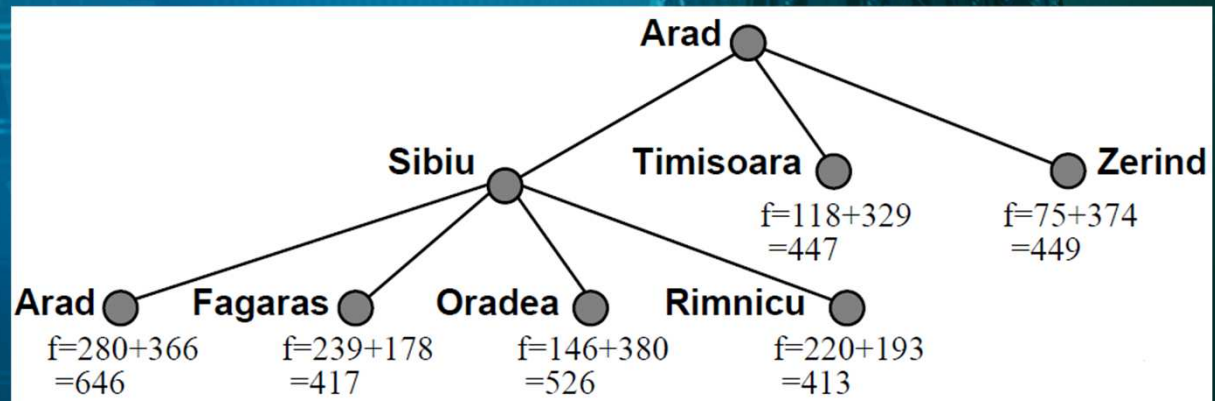 Arad
Sibiu Timisoara Zerind
f=118+329 f=75+374
=447 =449
Arad Fagaras Oradea Rimnicu
f=280+366 f=239+178 f=146+380 f=220+193
=646 =417 =526 =413